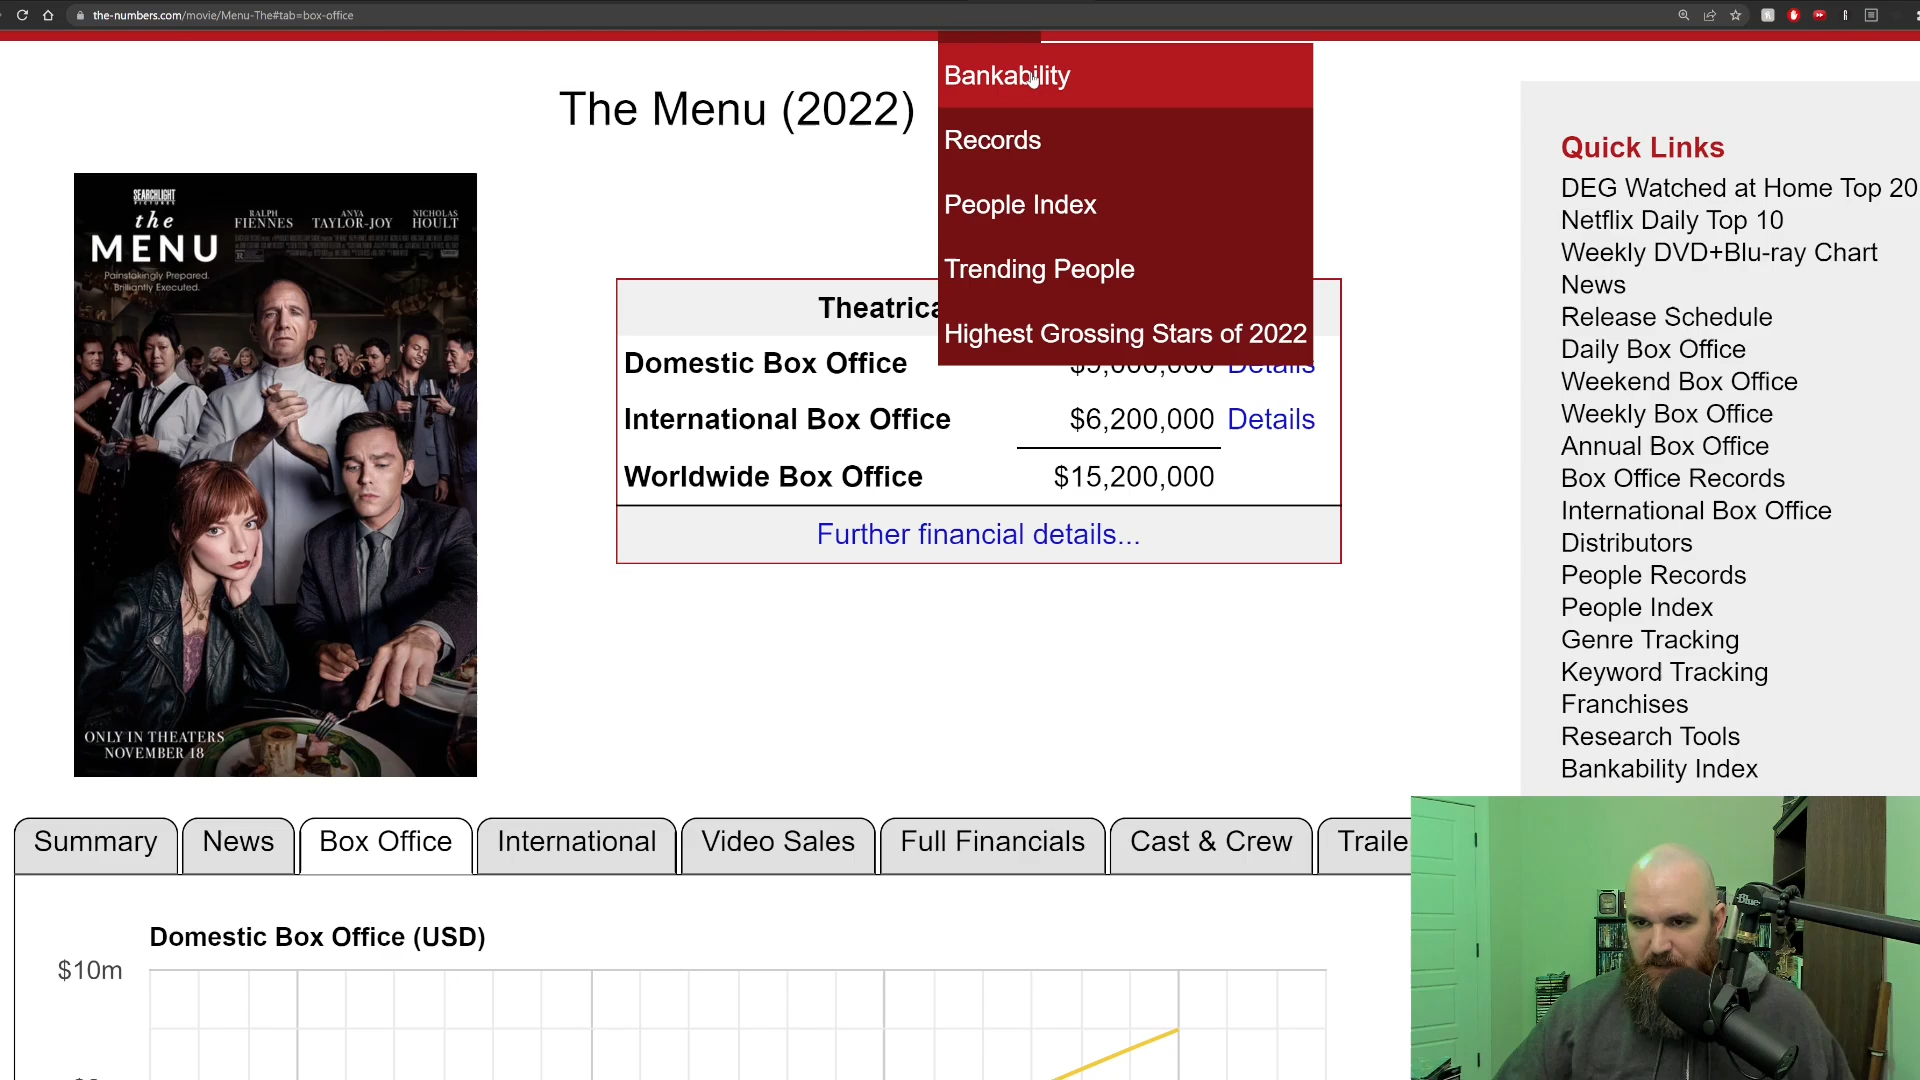 the-numbers.com/movie/Menu-The#tab=box-office
Bankability
The Menu (2022)
Records
People Index
Trending People
Highest Grossing Stars of 2022
SEARCHLIGHT
PICTURES
the
MENU
Painstakingly Prepared.
Brilliantly Executed.
RALPH
FIENNES
ANYA
TAYLOR-JOY
NICHOLAS
HOULT
ONLY IN THEATERS
NOVEMBER 18
Domestic Box Office $9,000,000 Details
International Box Office $6,200,000 Details
Worldwide Box Office $15,200,000
Further financial details...
Quick Links
DEG Watched at Home Top 20
Netflix Daily Top 10
Weekly DVD+Blu-ray Chart
News
Release Schedule
Daily Box Office
Weekend Box Office
Weekly Box Office
Annual Box Office
Box Office Records
International Box Office
Distributors
People Records
People Index
Genre Tracking
Keyword Tracking
Franchises
Research Tools
Bankability Index
Summary News Box Office International Video Sales Full Financials Cast & Crew Traile
Domestic Box Office (USD)
$10m
Blue